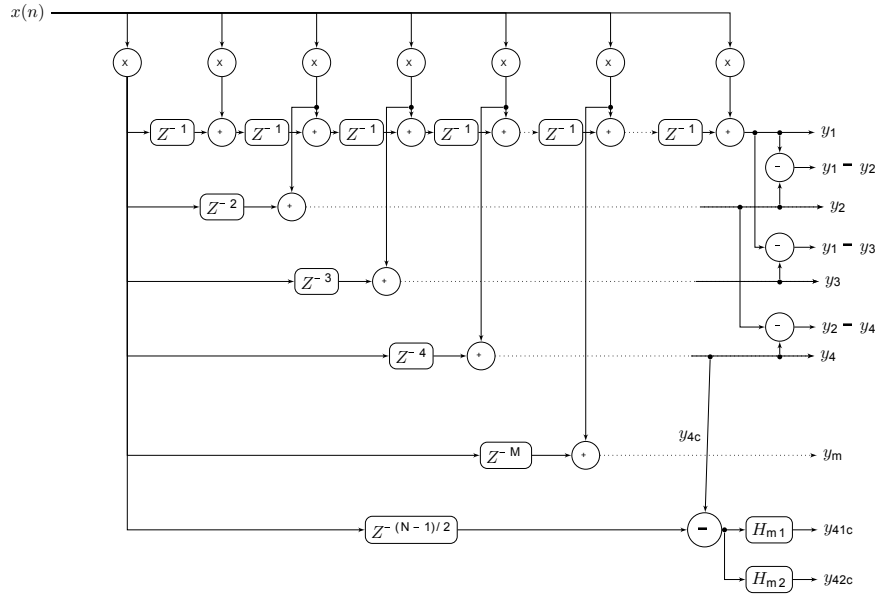 x(n)
x x x x x x x
Z⁻¹ + Z⁻¹ + Z⁻¹ + Z⁻¹ + Z⁻¹ + Z⁻¹ + y₁
- y₁ − y₂
Z⁻² + y₂
- y₁ − y₃
Z⁻³ + y₃
- y₂ − y₄
Z⁻⁴ + y₄
y4c
Z⁻ᴹ + yₘ
Z^{-(N-1)/2} − Hm1 y41c
Hm2 y42c